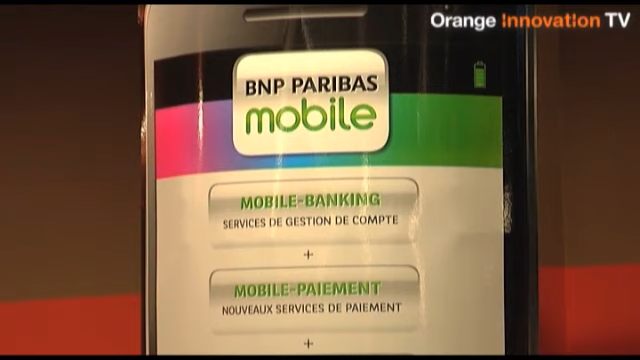 Orange Innovation TV
BNP PARIBAS
mobile
MOBILE-BANKING
SERVICES DE GESTION DE COMPTE
+
MOBILE-PAIEMENT
NOUVEAUX SERVICES DE PAIEMENT
+